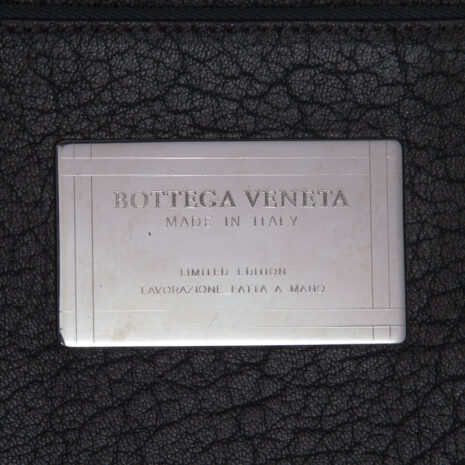 BOTTEGA VENETA
MADE IN ITALY
LIMITED EDITION
LAVORAZIONE FATTA A MANO